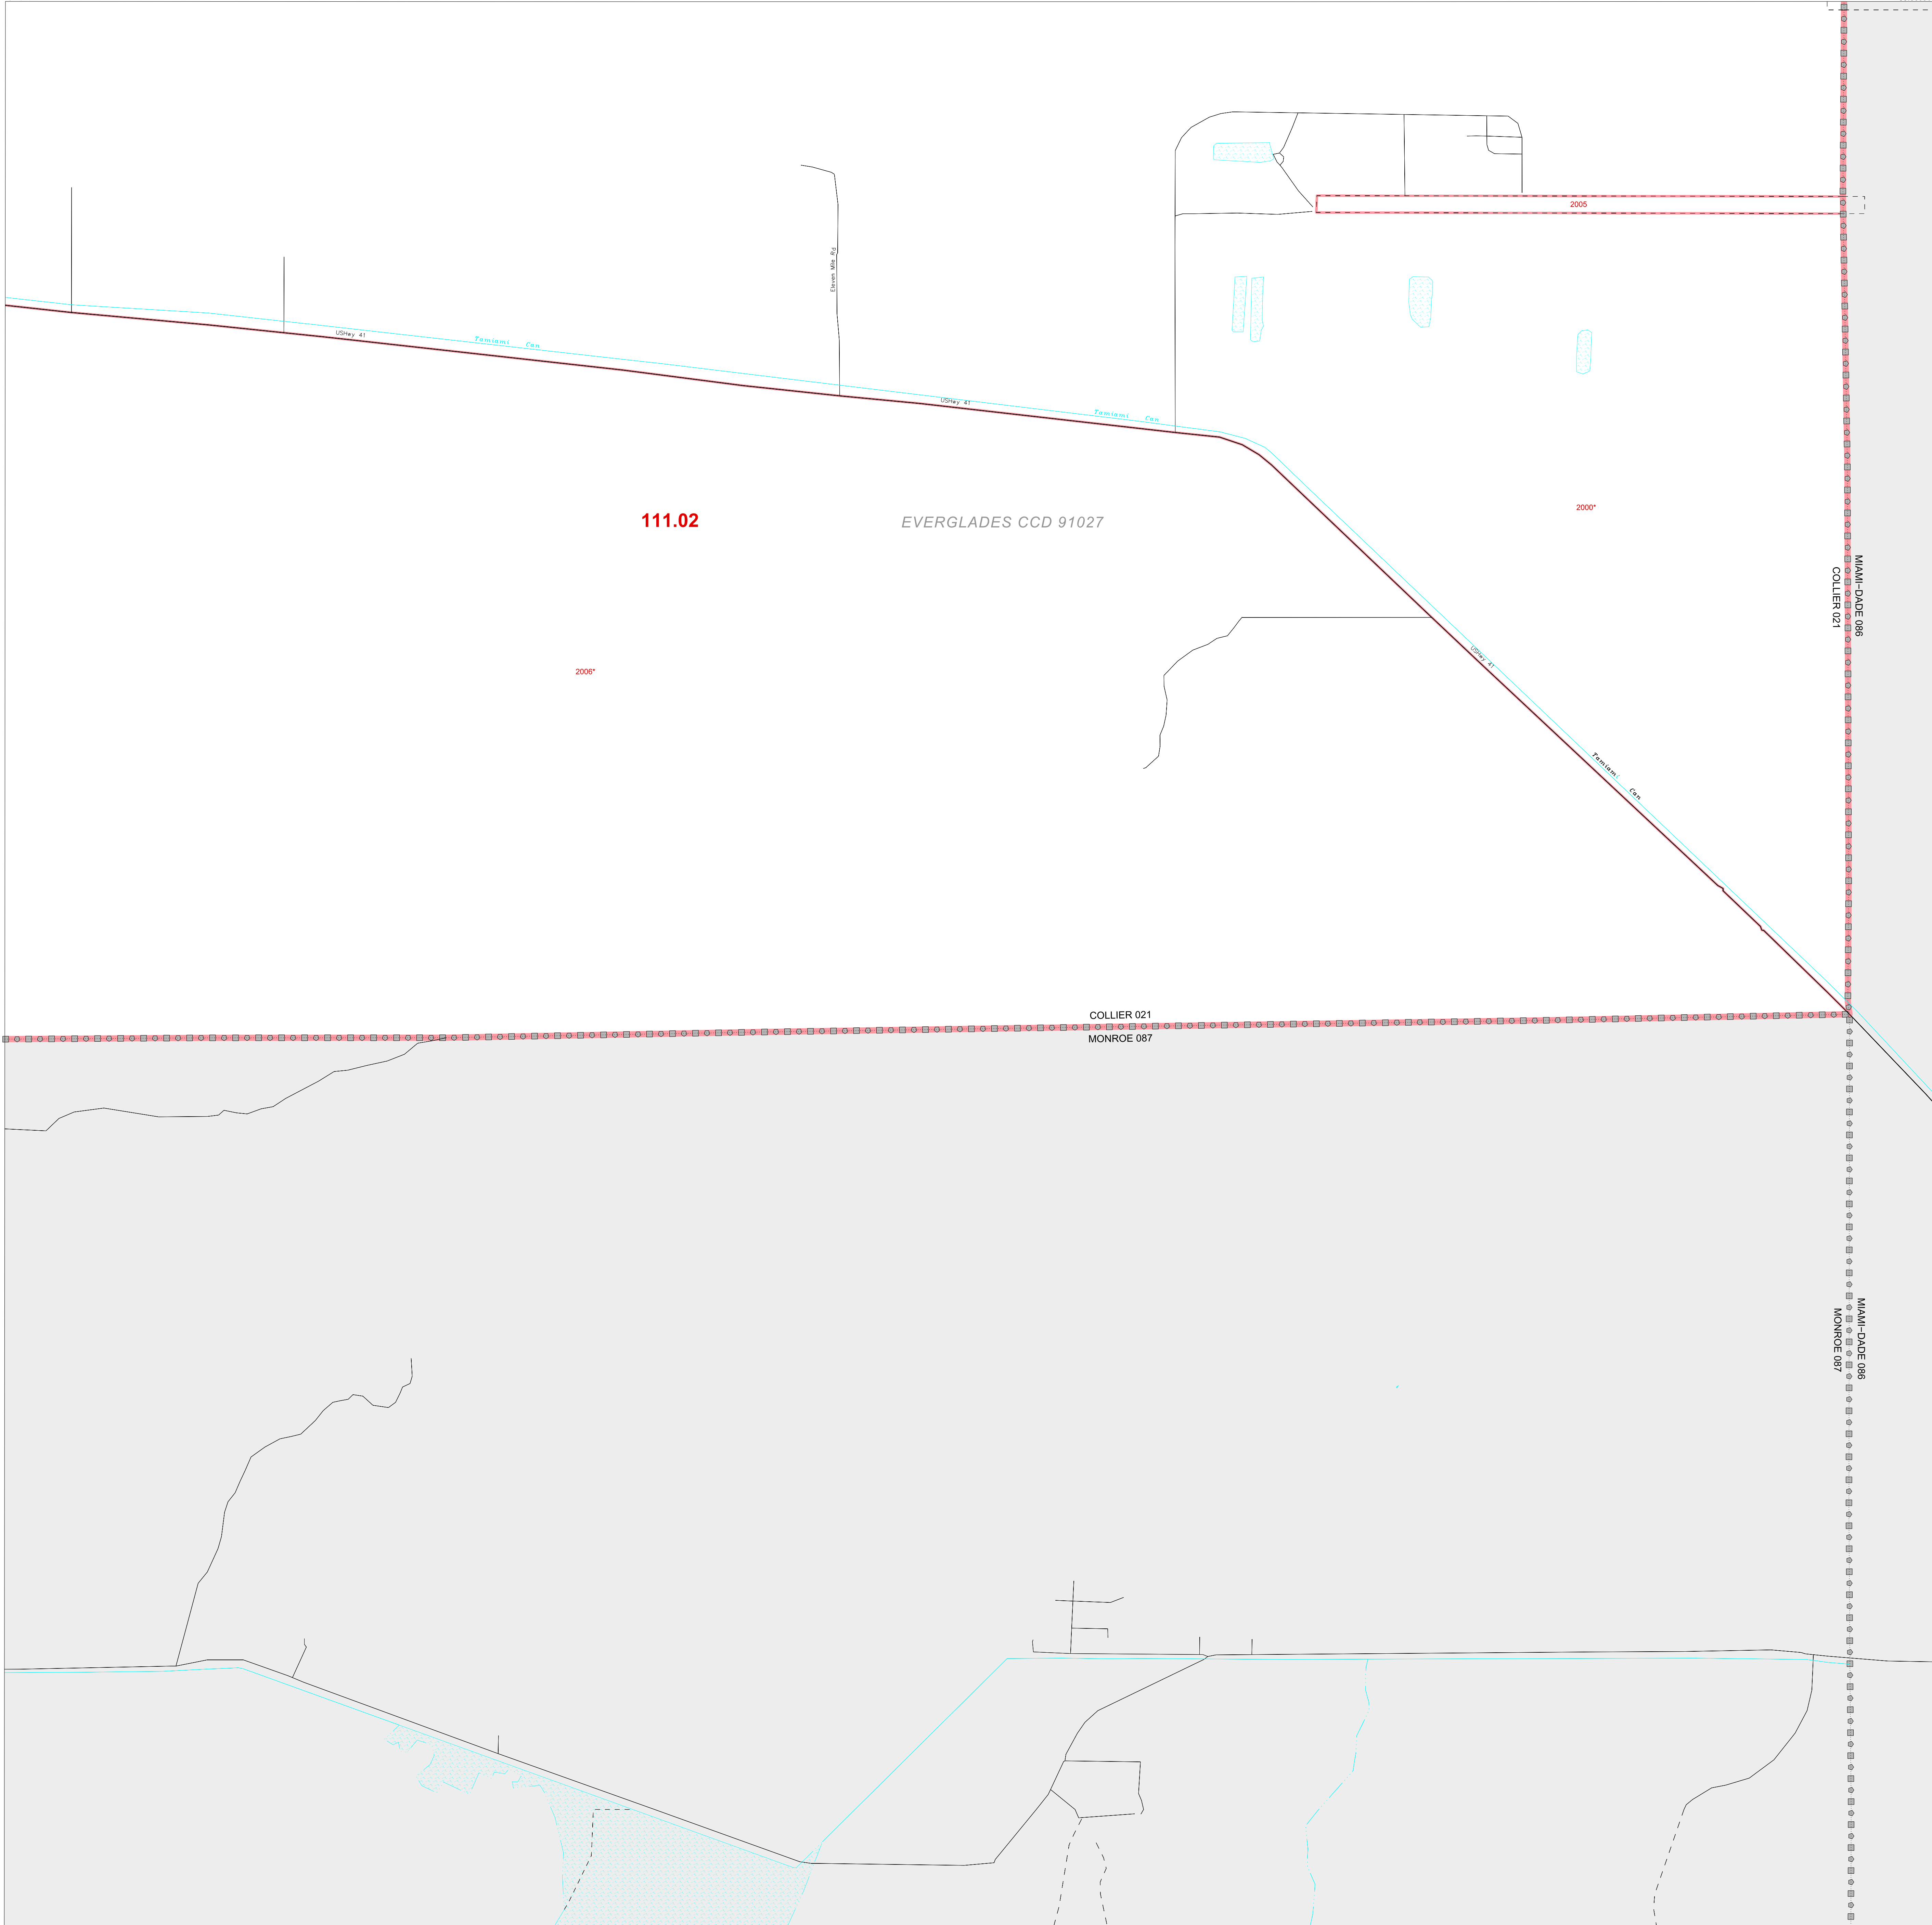 2005
Eleven Mile Rd
USHwy 41
Tamiami Can
USHwy 41
Tamiami Can
2000*
111.02
EVERGLADES CCD 91027
MIAMI-DADE 086
COLLIER 021
USHwy 41
2006*
Tamiami Can
COLLIER 021
MONROE 087
MIAMI-DADE 086
MONROE 087